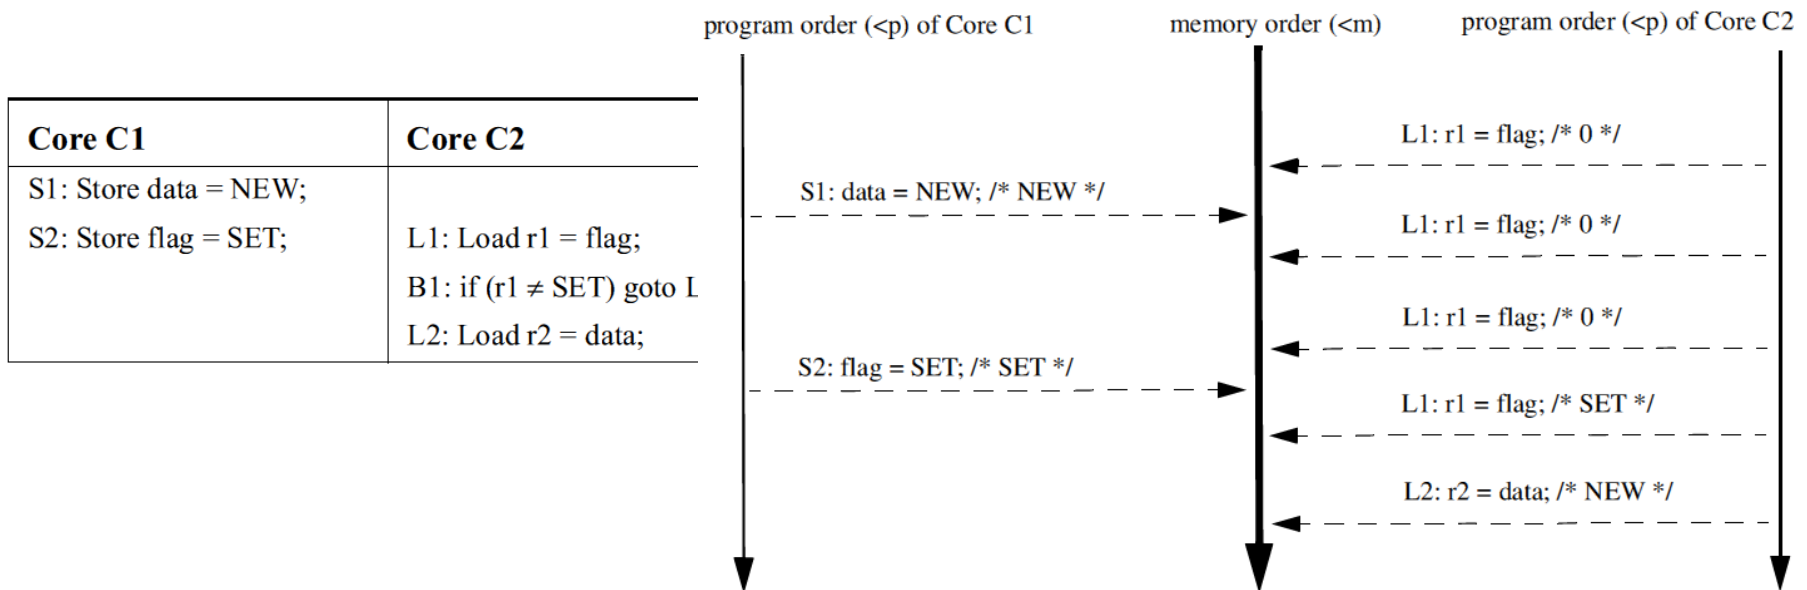 program order (<p) of Core C1
memory order (<m)
program order (<p) of Core C2
Core C1
Core C2
S1: Store data = NEW;
S2: Store flag = SET;
L1: Load r1 = flag;
B1: if (r1 ≠ SET) goto L
L2: Load r2 = data;
L1: r1 = flag; /* 0 */
S1: data = NEW; /* NEW */
L1: r1 = flag; /* 0 */
L1: r1 = flag; /* 0 */
S2: flag = SET; /* SET */
L1: r1 = flag; /* SET */
L2: r2 = data; /* NEW */